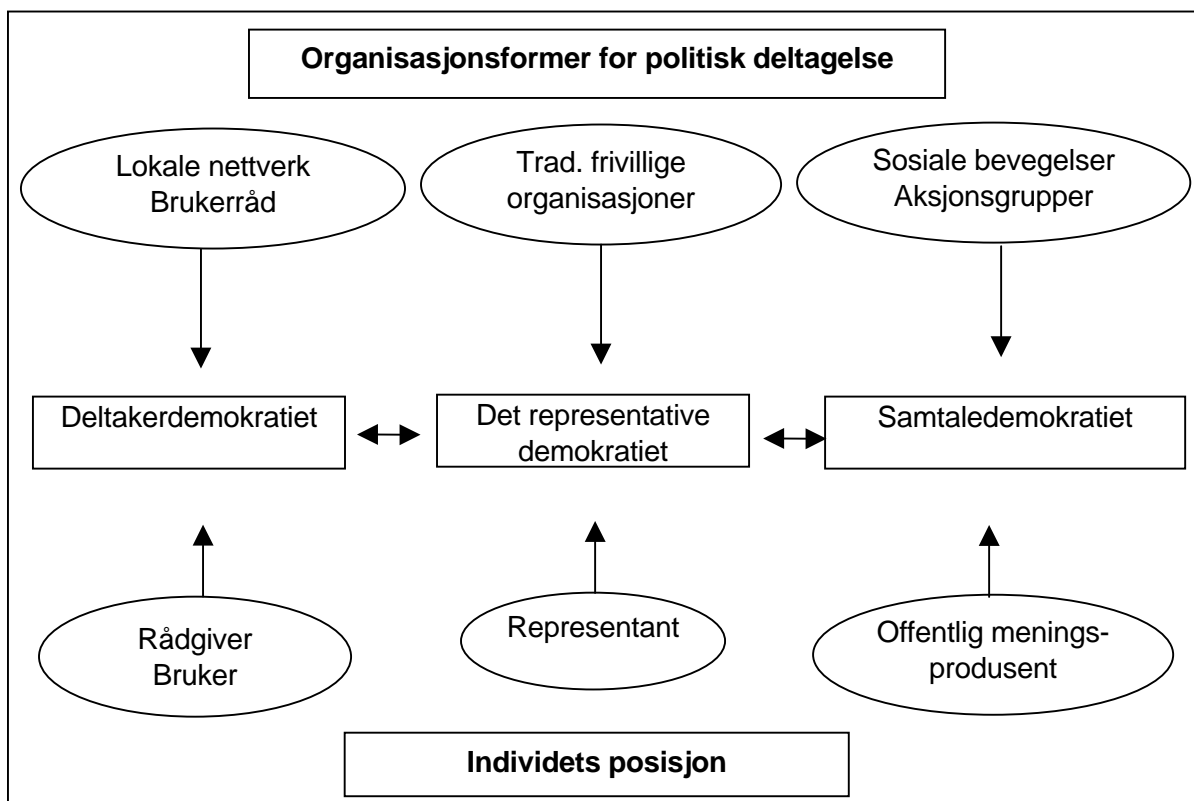 Organisasjonsformer for politisk deltagelse
Lokale nettverk
Brukerråd
Trad. frivillige
organisasjoner
Sosiale bevegelser
Aksjonsgrupper
Deltakerdemokratiet
Det representative
demokratiet
Samtaledemokratiet
Rådgiver
Bruker
Representant
Offentlig menings-
produsent
Individets posisjon